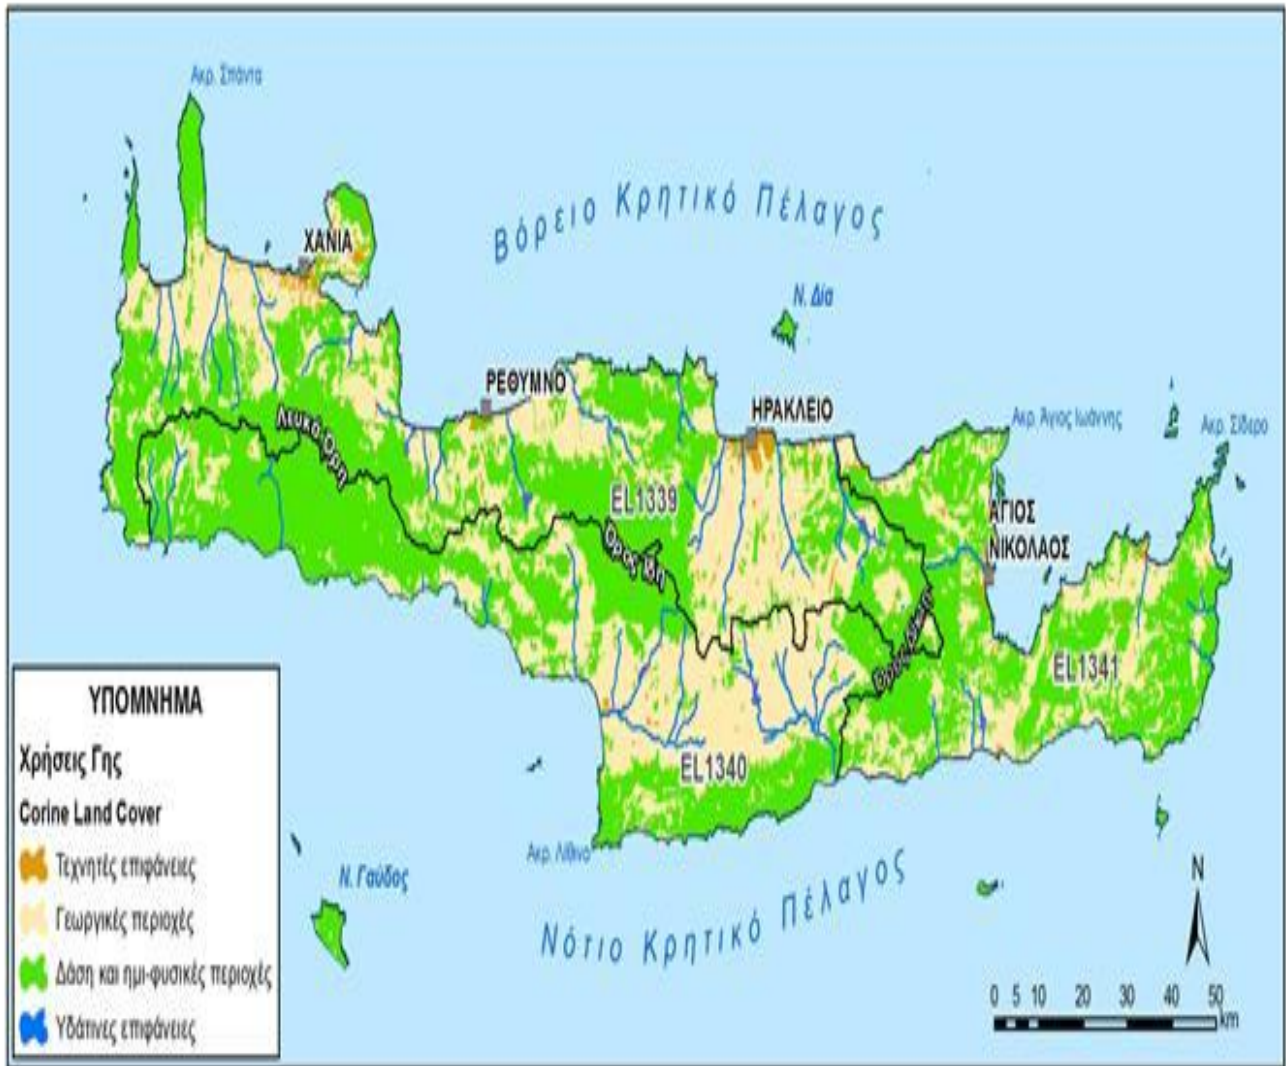 Ακρ. Σπάντα
Βόρειο Κρητικό Πέλαγος
ΧΑΝΙΑ
Ν. Δία
ΡΕΘΥΜΝΟ
ΗΡΑΚΛΕΙΟ
Ακρ. Άγιος Ιωάννης
Ακρ. Σίδερο
Λευκά Όρη
EL1339
ΑΓΙΟΣ
ΝΙΚΟΛΑΟΣ
Όρος Ίδη
Όρος
EL1341
EL1340
Ακρ. Λίθινο
Ν. Γαύδος
Νότιο Κρητικό Πέλαγος
ΥΠΟΜΝΗΜΑ
Χρήσεις Γης
Corine Land Cover
Τεχνητές επιφάνειες
Γεωργικές περιοχές
Δάση και ημι-φυσικές περιοχές
Υδάτινες επιφάνειες
N
0 5 10 20 30 40 50
km